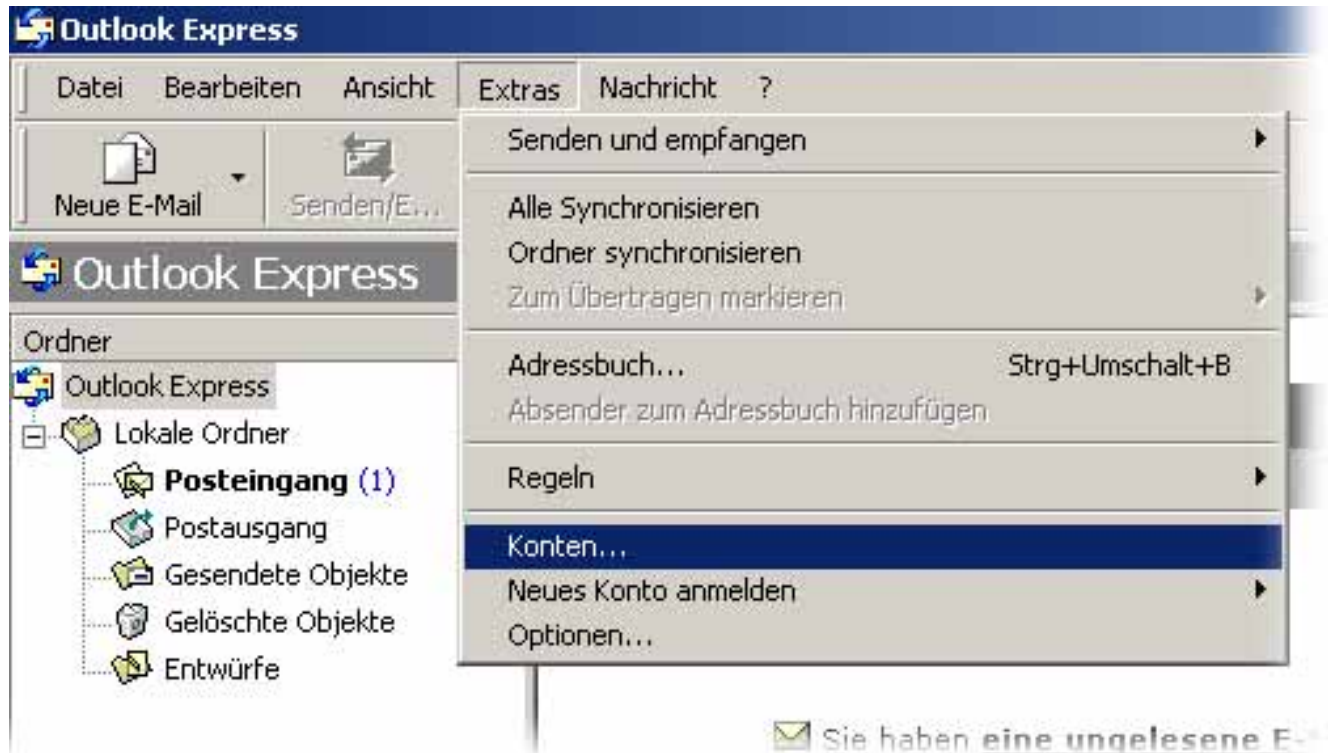 Outlook Express
Datei Bearbeiten Ansicht Extras Nachricht ?
Neue E-Mail Senden/E...
Outlook Express
Ordner
Outlook Express
Lokale Ordner
Posteingang (1)
Postausgang
Gesendete Objekte
Gelöschte Objekte
Entwürfe
Senden und empfangen
Alle Synchronisieren
Ordner synchronisieren
Zum Übertragen markieren
Adressbuch... Strg+Umschalt+B
Absender zum Adressbuch hinzufügen
Regeln
Konten...
Neues Konto anmelden
Optionen...
Sie haben eine ungelesene E-